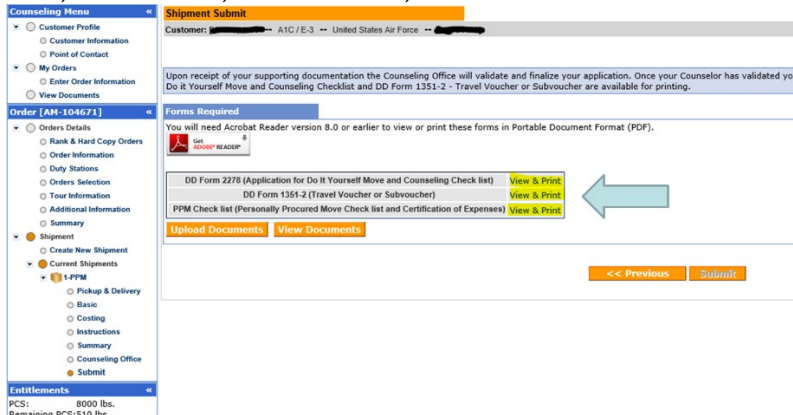 Counseling Menu «
Customer Profile
Customer Information
Point of Contact
My Orders
Enter Order Information
View Documents
Order [AM-104671] «
Orders Details
Rank & Hard Copy Orders
Order Information
Duty Stations
Orders Selection
Tour Information
Additional Information
Summary
Shipment
Create New Shipment
Current Shipments
1-PPM
Pickup & Delivery
Basic
Costing
Instructions
Summary
Counseling Office
Submit
Entitlements «
PCS: 8000 lbs.
Remaining PCS:510 lbs.
Shipment Submit
Customer: -- A1C / E-3 -- United States Air Force --
Upon receipt of your supporting documentation the Counseling Office will validate and finalize your application. Once your Counselor has validated yo
Do it Yourself Move and Counseling Checklist and DD Form 1351-2 - Travel Voucher or Subvoucher are available for printing.
Forms Required
You will need Acrobat Reader version 8.0 or earlier to view or print these forms in Portable Document Format (PDF).
Get
ADOBE® READER®
DD Form 2278 (Application for Do It Yourself Move and Counseling Check list) View & Print
DD Form 1351-2 (Travel Voucher or Subvoucher) View & Print
PPM Check list (Personally Procured Move Check list and Certification of Expenses) View & Print
Upload Documents View Documents
<< Previous Submit